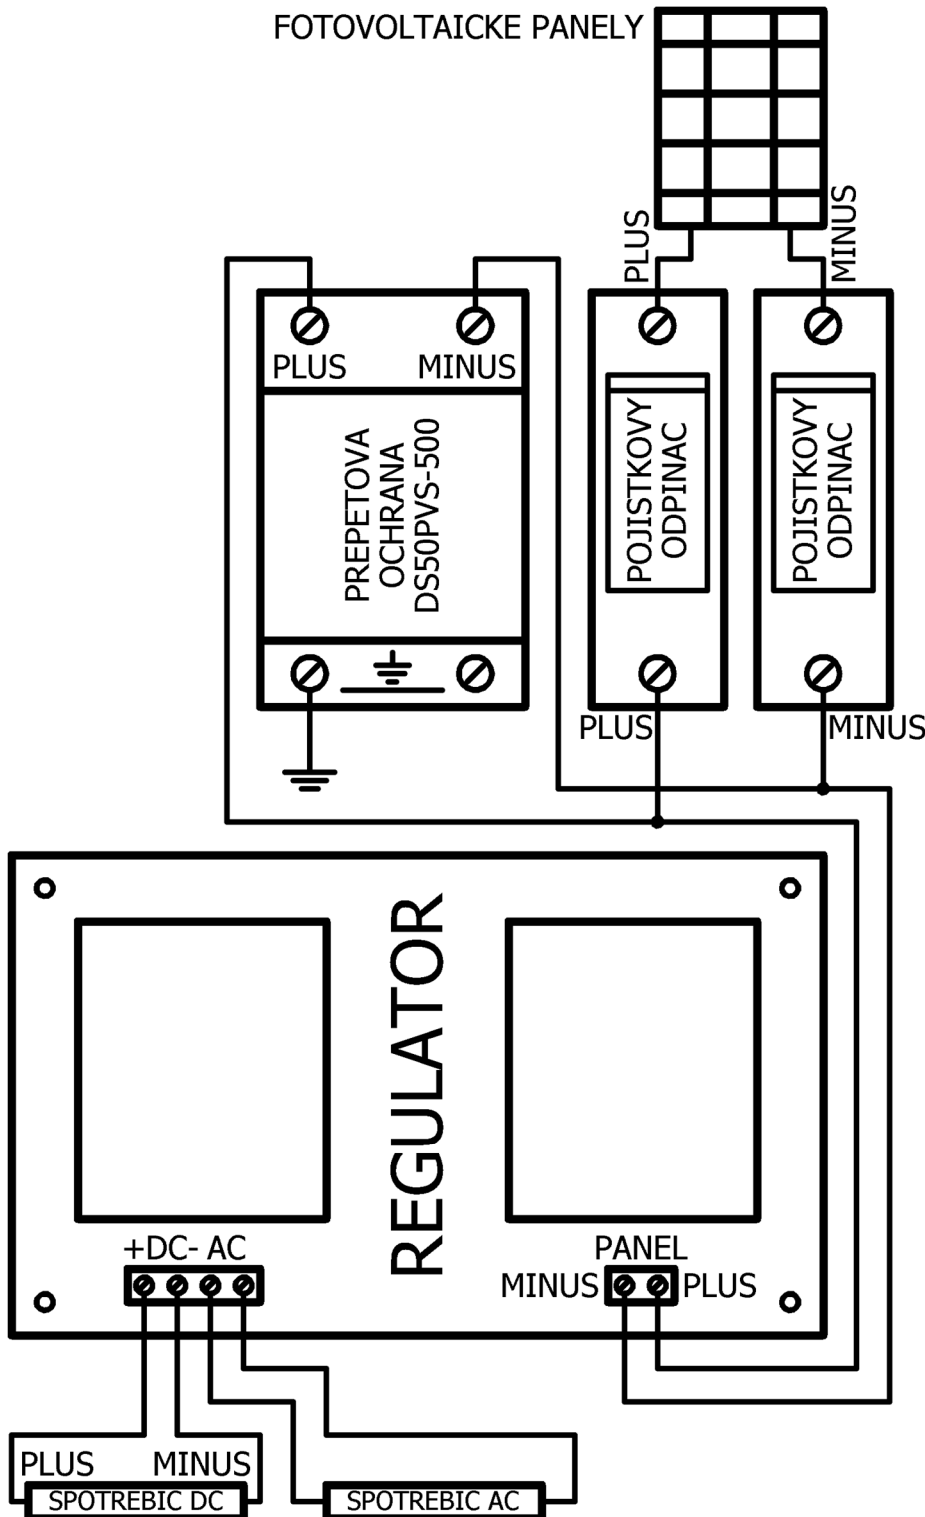 FOTOVOLTAICKE PANELY
PLUS
MINUS
PLUS
MINUS
PREPETOVA
OCHRANA
DS50PVS-500
POJISTKOVY
ODPINAC
POJISTKOVY
ODPINAC
PLUS
MINUS
REGULATOR
+DC- AC
PANEL
MINUS
PLUS
PLUS
MINUS
SPOTREBIC DC
SPOTREBIC AC